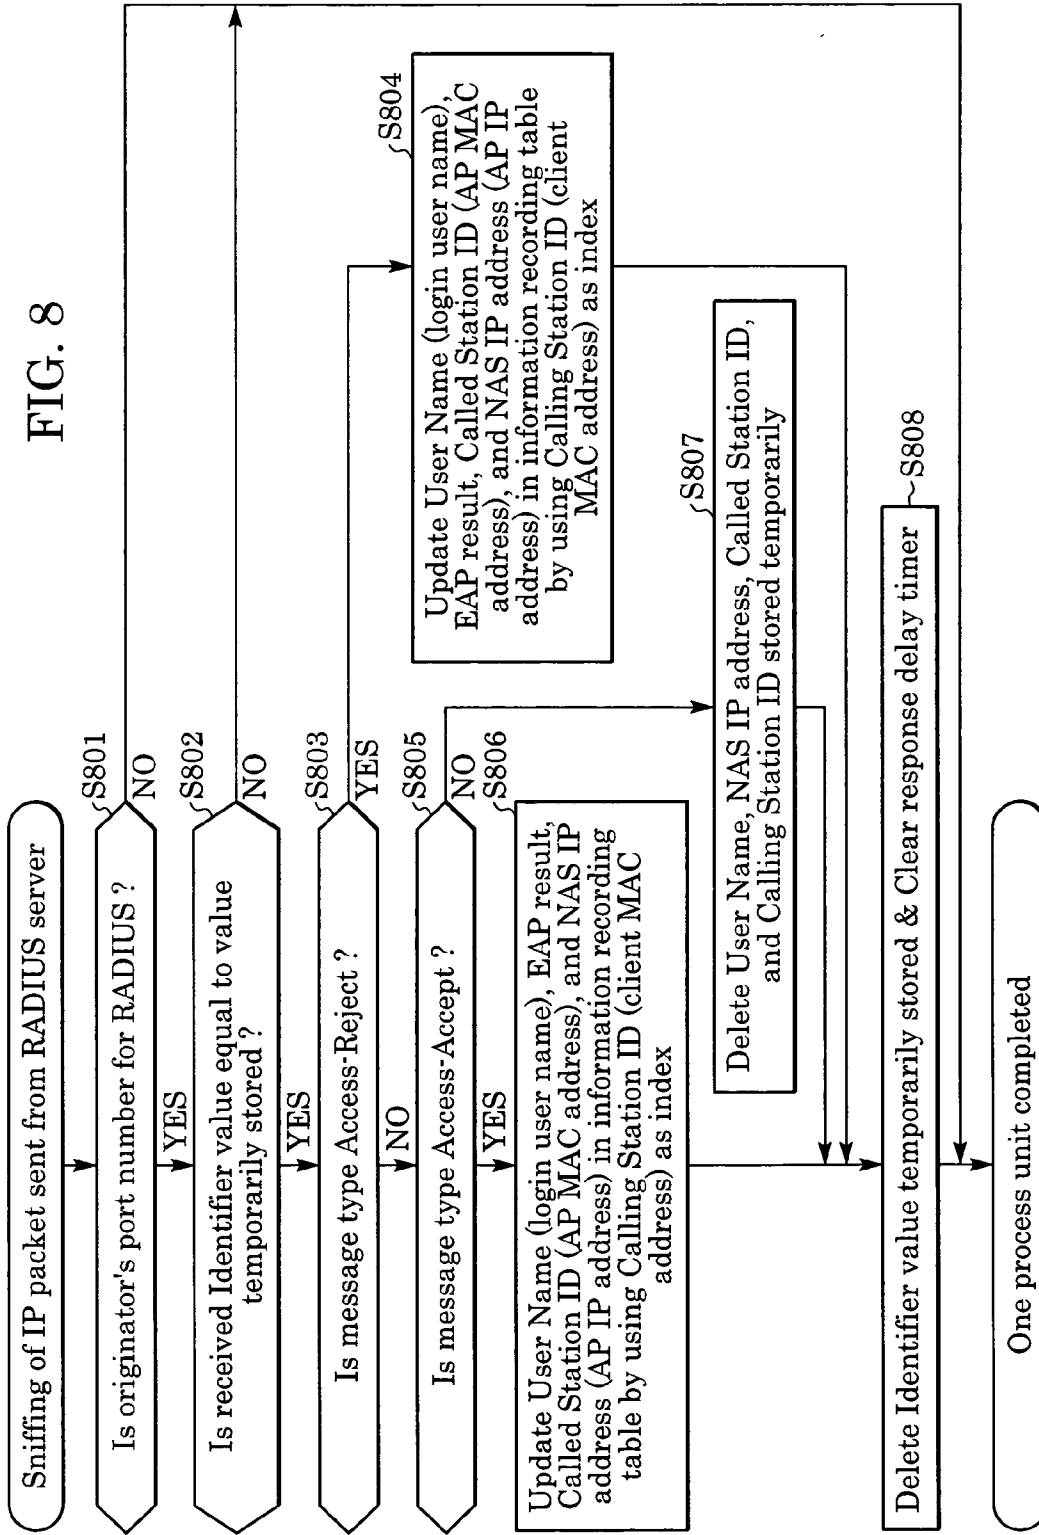 FIG. 8
Sniffing of IP packet sent from RADIUS server
S801
Is originator's port number for RADIUS ?
NO
YES
S802
Is received Identifier value equal to value
temporarily stored ?
NO
YES
S803
Is message type Access-Reject ?
YES
NO
S804
Update User Name (login user name),
EAP result, Called Station ID (AP MAC
address), and NAS IP address (AP IP
address) in information recording table
by using Calling Station ID (client
MAC address) as index
S805
Is message type Access-Accept ?
NO
YES
S806
Update User Name (login user name), EAP result,
Called Station ID (AP MAC address), and NAS IP
address (AP IP address) in information recording
table by using Calling Station ID (client MAC
address) as index
S807
Delete User Name, NAS IP address, Called Station ID,
and Calling Station ID stored temporarily
S808
Delete Identifier value temporarily stored & Clear response delay timer
One process unit completed